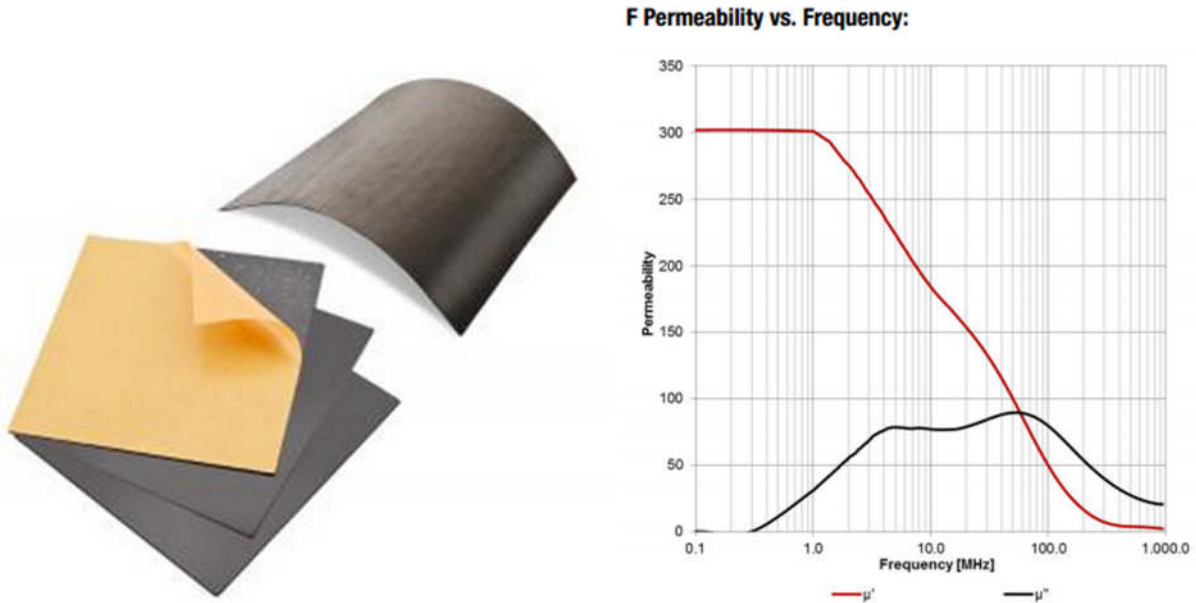 F Permeability vs. Frequency:
350
300
250
200
150
100
50
0
Permeability
0.1 1.0 10.0 100.0 1.000.0
Frequency [MHz]
μ' μ"